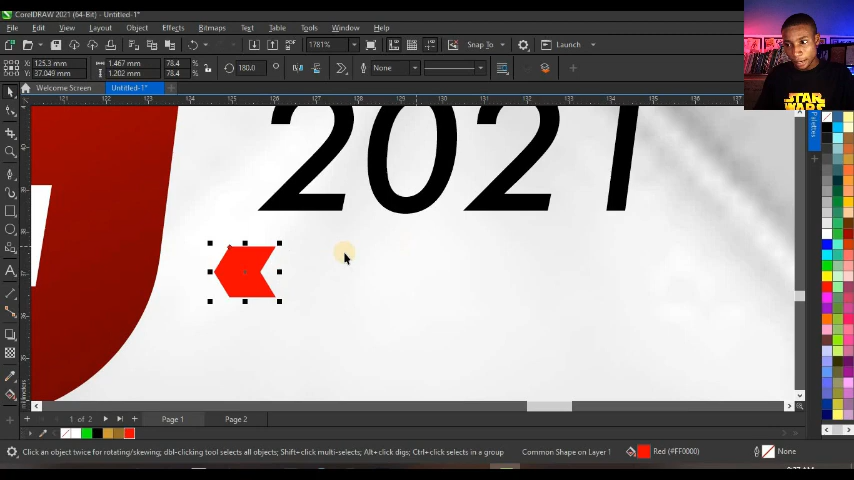 CorelDRAW 2021 (64-Bit) - Untitled-1*
File Edit View Layout Object Effects Bitmaps Text Table Tools Window Help
1781% Snap To Launch
X: 125.3 mm 1.467 mm 78.4 % 180.0 None
Y: 37.049 mm 1.202 mm 78.4 %
Welcome Screen Untitled-1*
STAR
WARS
Palettes
2021
millimeters
1 of 2 Page 1 Page 2
Click an object twice for rotating/skewing; dbl-clicking tool selects all objects; Shift+click multi-selects; Alt+click digs; Ctrl+click selects in a group Common Shape on Layer 1 Red (#FF0000) None